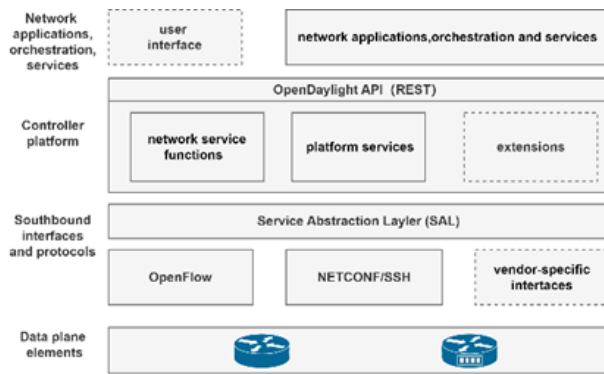 Network
applications,
orchestration,
services
user
interface
network applications,orchestration and services
OpenDaylight API (REST)
Controller
platform
network service
functions
platform services
extensions
Southbound
interfaces
and protocols
Service Abstraction Layler (SAL)
OpenFlow
NETCONF/SSH
vendor-specific
intertaces
Data plane
elements